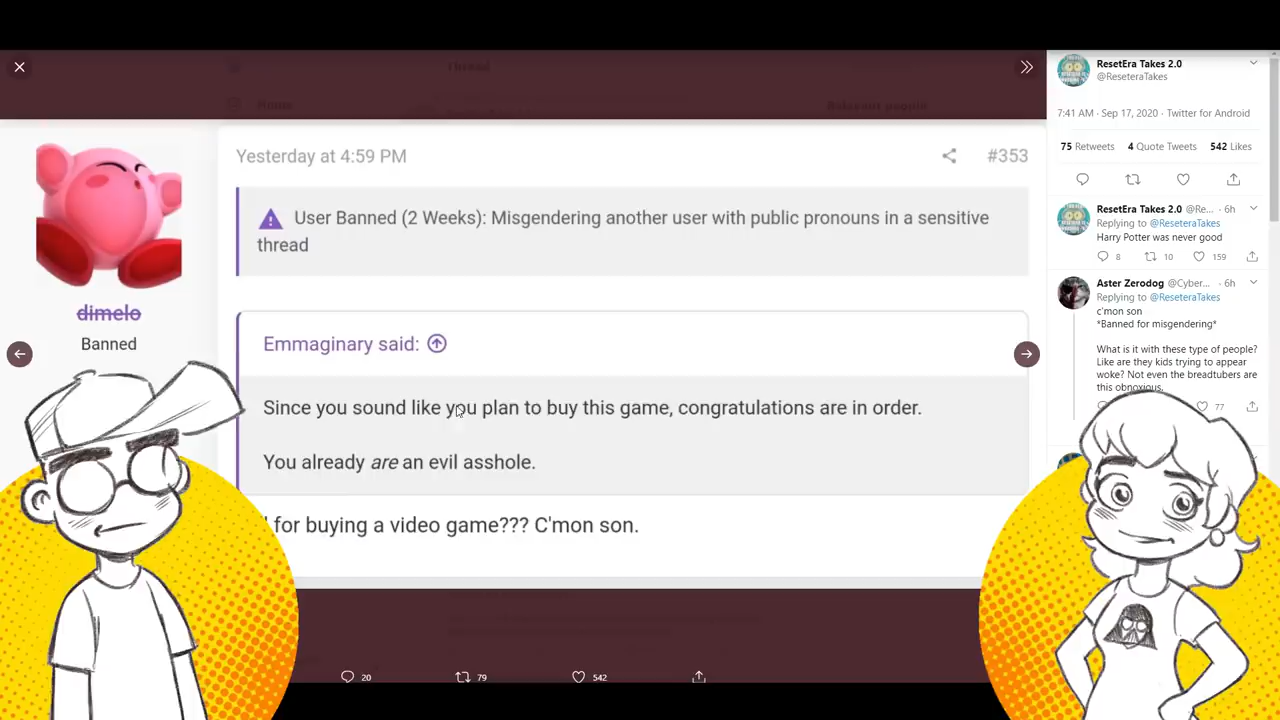 Thread
Home
Yesterday at 4:59 PM
#353
User Banned (2 Weeks): Misgendering another user with public pronouns in a sensitive
thread
dimelo
Banned
Emmaginary said:
Since you sound like you plan to buy this game, congratulations are in order.
You already are an evil asshole.
for buying a video game??? C'mon son.
20
79
542
ResetEra Takes 2.0
@ReseteraTakes
7:41 AM · Sep 17, 2020 · Twitter for Android
75 Retweets 4 Quote Tweets 542 Likes
ResetEra Takes 2.0 @Re... · 6h
Replying to @ReseteraTakes
Harry Potter was never good
8 10 159
Aster Zerodog @Cyber... · 6h
Replying to @ReseteraTakes
c'mon son
*Banned for misgendering*
What is it with these type of people?
Like are they kids trying to appear
woke? Not even the breadtubers are
this obnoxious.
77